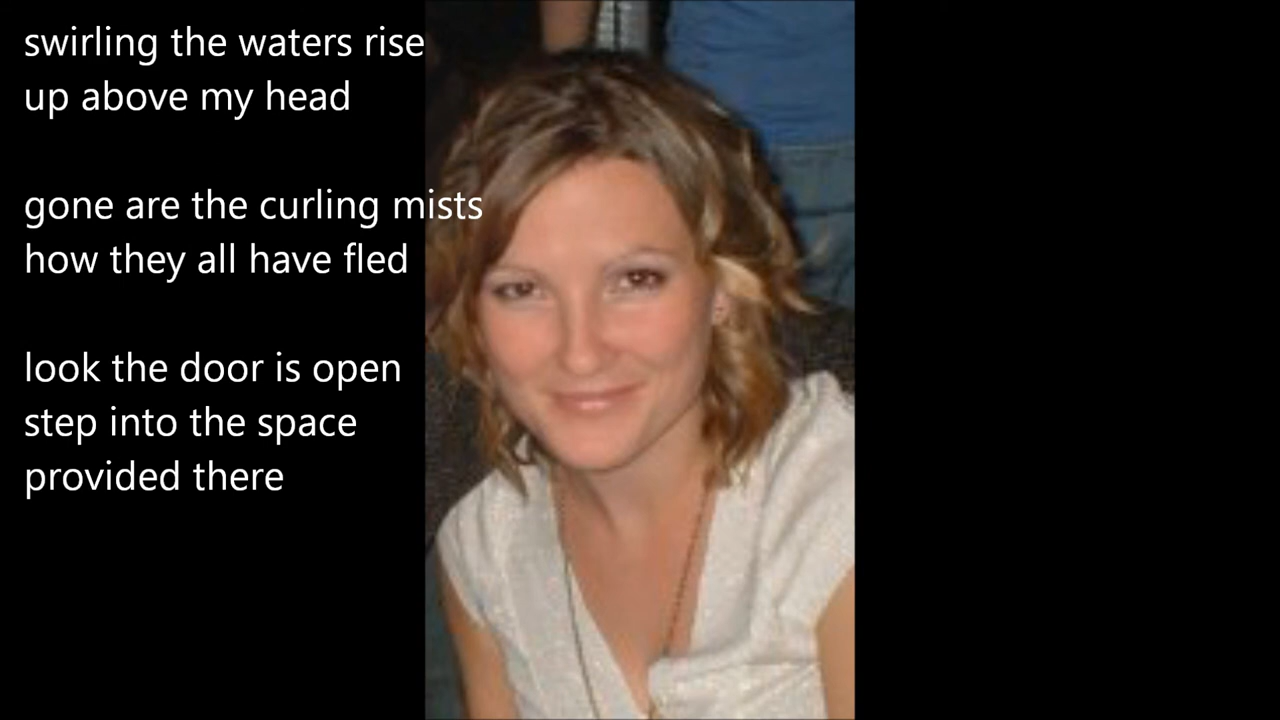 swirling the waters rise
up above my head
gone are the curling mists
how they all have fled
look the door is open
step into the space
provided there